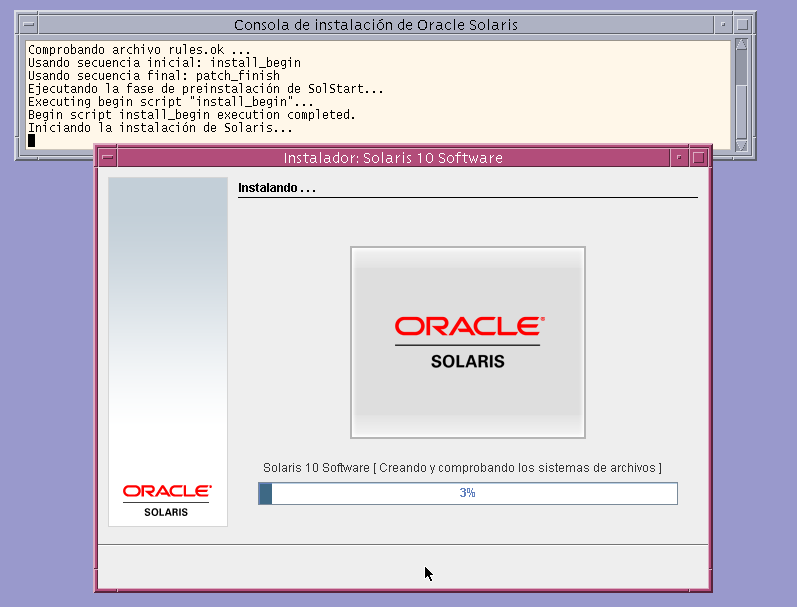 Consola de instalación de Oracle Solaris
Comprobando archivo rules.ok ...
Usando secuencia inicial: install_begin
Usando secuencia final: patch_finish
Ejecutando la fase de preinstalación de SolStart...
Executing begin script "install_begin"...
Begin script install_begin execution completed.
Iniciando la instalación de Solaris...
Instalador: Solaris 10 Software
Instalando . . .
ORACLE
SOLARIS
Solaris 10 Software [ Creando y comprobando los sistemas de archivos ]
3%
ORACLE
SOLARIS